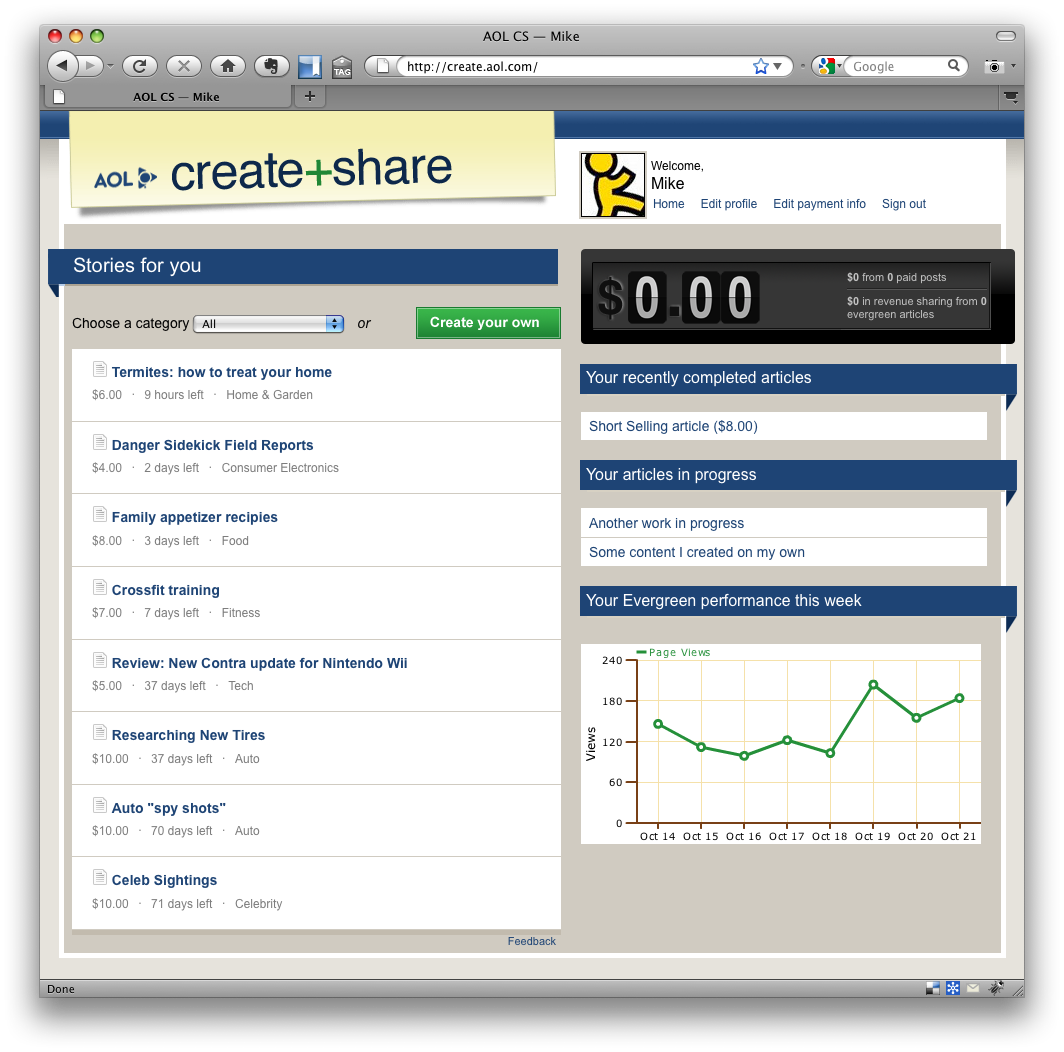 AOL CS — Mike
TAG
http://create.aol.com/
Google
AOL CS — Mike
+
AOL create+share
Welcome,
Mike
Home Edit profile Edit payment info Sign out
Stories for you
Choose a category All or Create your own
Termites: how to treat your home
$6.00 · 9 hours left · Home & Garden
Danger Sidekick Field Reports
$4.00 · 2 days left · Consumer Electronics
Family appetizer recipies
$8.00 · 3 days left · Food
Crossfit training
$7.00 · 7 days left · Fitness
Review: New Contra update for Nintendo Wii
$5.00 · 37 days left · Tech
Researching New Tires
$10.00 · 37 days left · Auto
Auto "spy shots"
$10.00 · 70 days left · Auto
Celeb Sightings
$10.00 · 71 days left · Celebrity
Feedback
$0.00
$0 from 0 paid posts
$0 in revenue sharing from 0
evergreen articles
Your recently completed articles
Short Selling article ($8.00)
Your articles in progress
Another work in progress
Some content I created on my own
Your Evergreen performance this week
Page Views
Views
240
180
120
60
0
Oct 14 Oct 15 Oct 16 Oct 17 Oct 18 Oct 19 Oct 20 Oct 21
Done